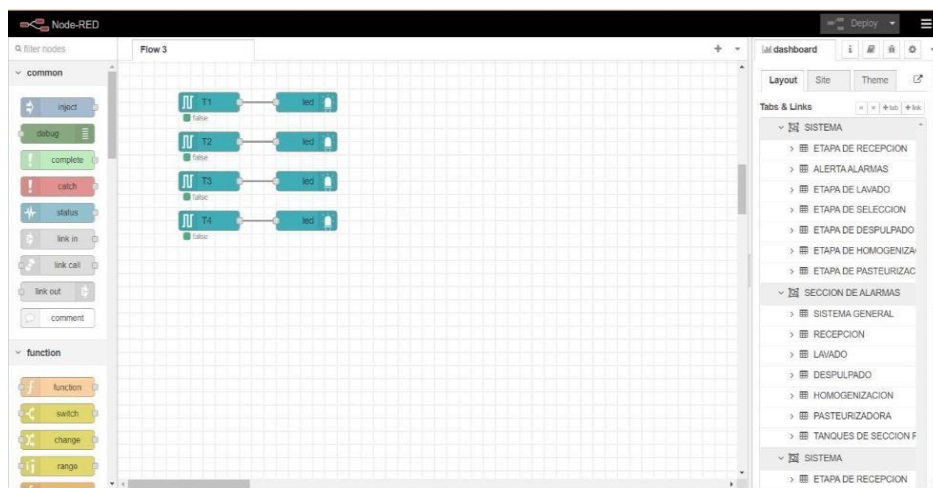 Node-RED
Deploy
filter nodes
Flow 3
dashboard
common
inject
debug
complete
catch
status
link in
link call
link out
comment
function
function
switch
change
range
T1
led
false
T2
led
false
T3
led
false
T4
led
false
Layout
Site
Theme
Tabs & Links
+ tab
+ link
SISTEMA
ETAPA DE RECEPCION
ALERTA ALARMAS
ETAPA DE LAVADO
ETAPA DE SELECCION
ETAPA DE DESPULPADO
ETAPA DE HOMOGENIZA
ETAPA DE PASTEURIZAC
SECCION DE ALARMAS
SISTEMA GENERAL
RECEPCION
LAVADO
DESPULPADO
HOMOGENIZACION
PASTEURIZADORA
TANQUES DE SECCION F
SISTEMA
ETAPA DE RECEPCION